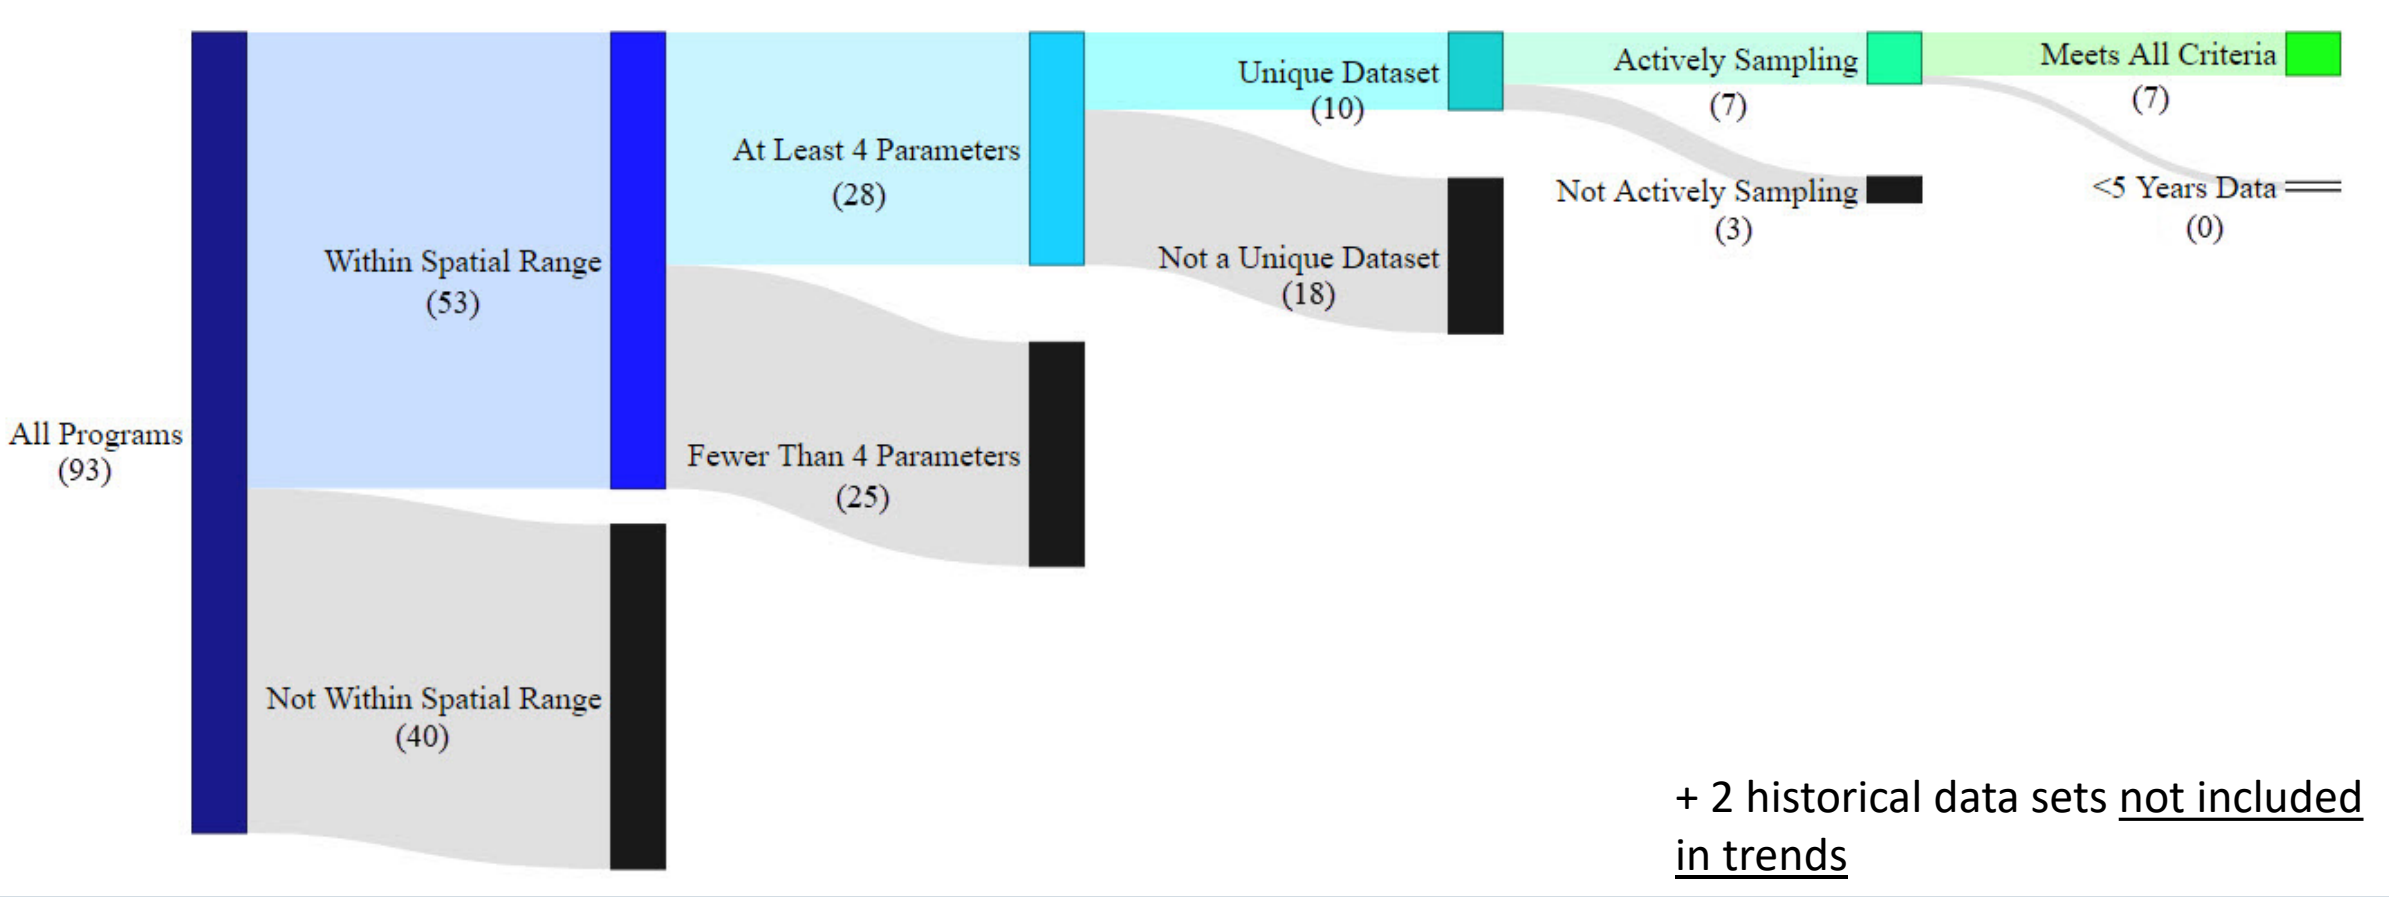 All Programs
(93)
Within Spatial Range
(53)
Not Within Spatial Range
(40)
At Least 4 Parameters
(28)
Fewer Than 4 Parameters
(25)
Unique Dataset
(10)
Not a Unique Dataset
(18)
Actively Sampling
(7)
Not Actively Sampling
(3)
Meets All Criteria
(7)
<5 Years Data
(0)
+ 2 historical data sets not included
in trends